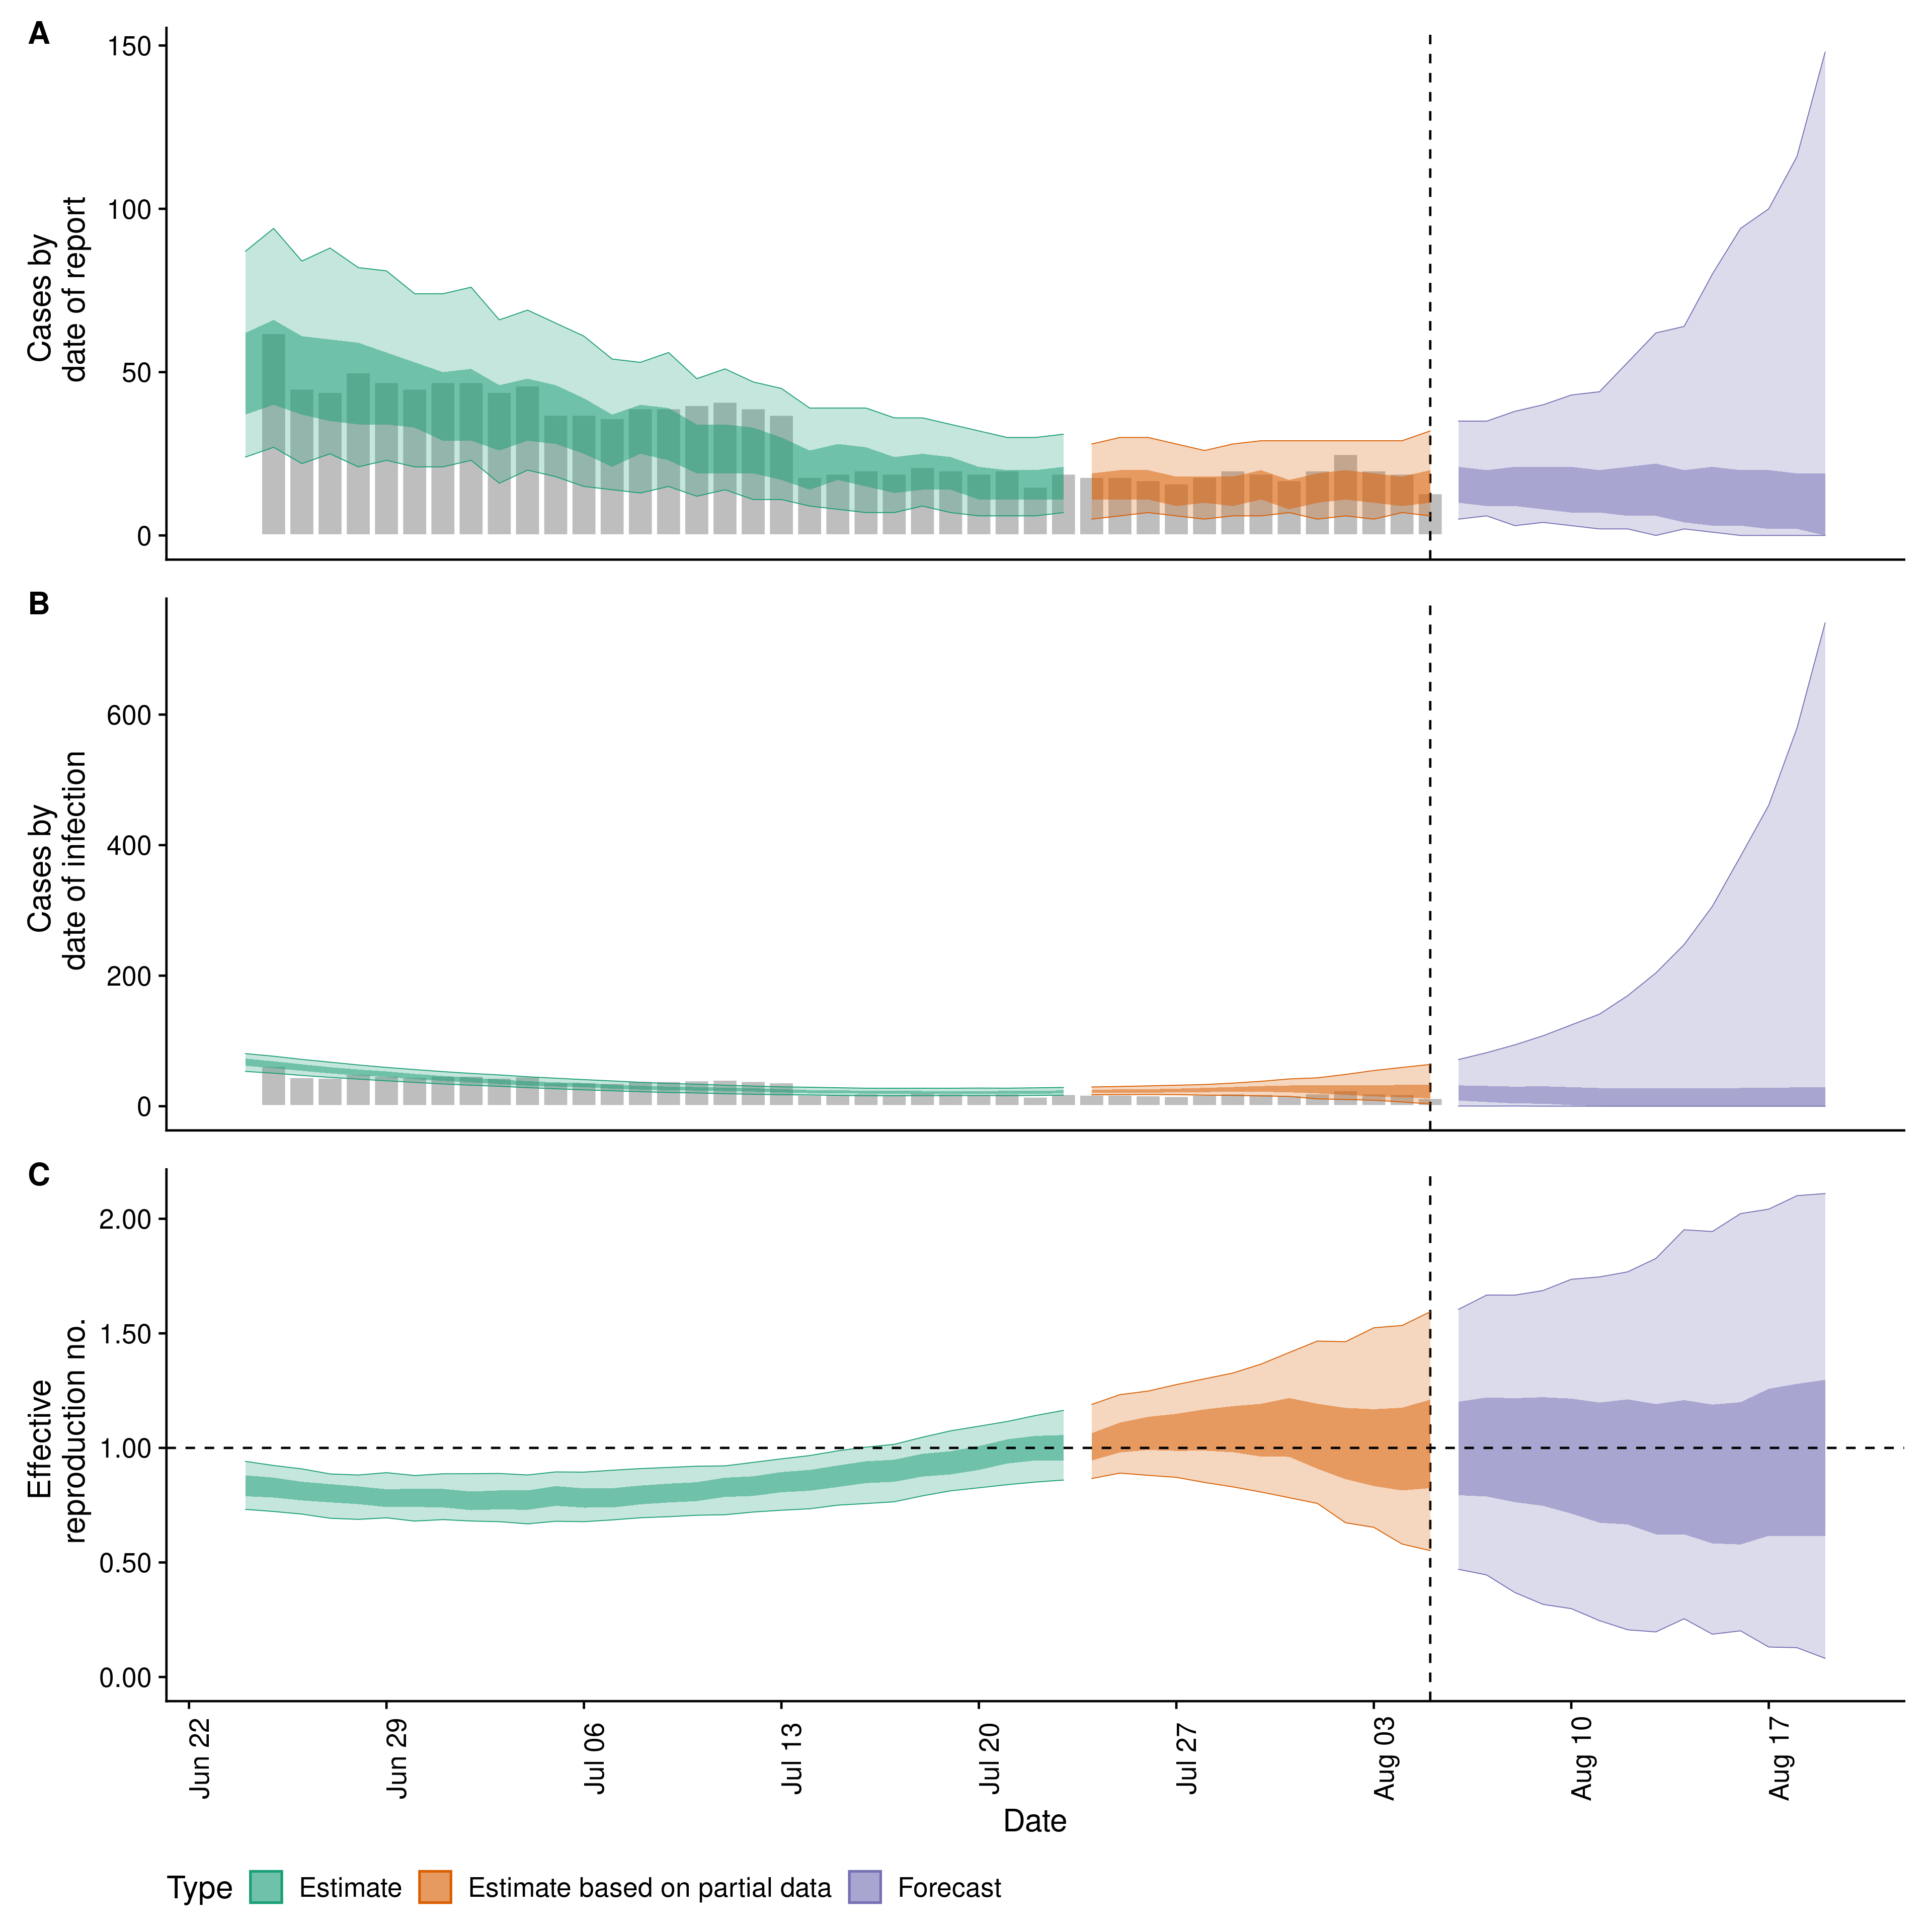 A
150
100
50
0
Cases by
date of report
B
600
400
200
0
Cases by
date of infection
C
2.00
1.50
1.00
0.50
0.00
Effective
reproduction no.
Jun 22
Jun 29
Jul 06
Jul 13
Jul 20
Jul 27
Aug 03
Aug 10
Aug 17
Date
Type Estimate Estimate based on partial data Forecast